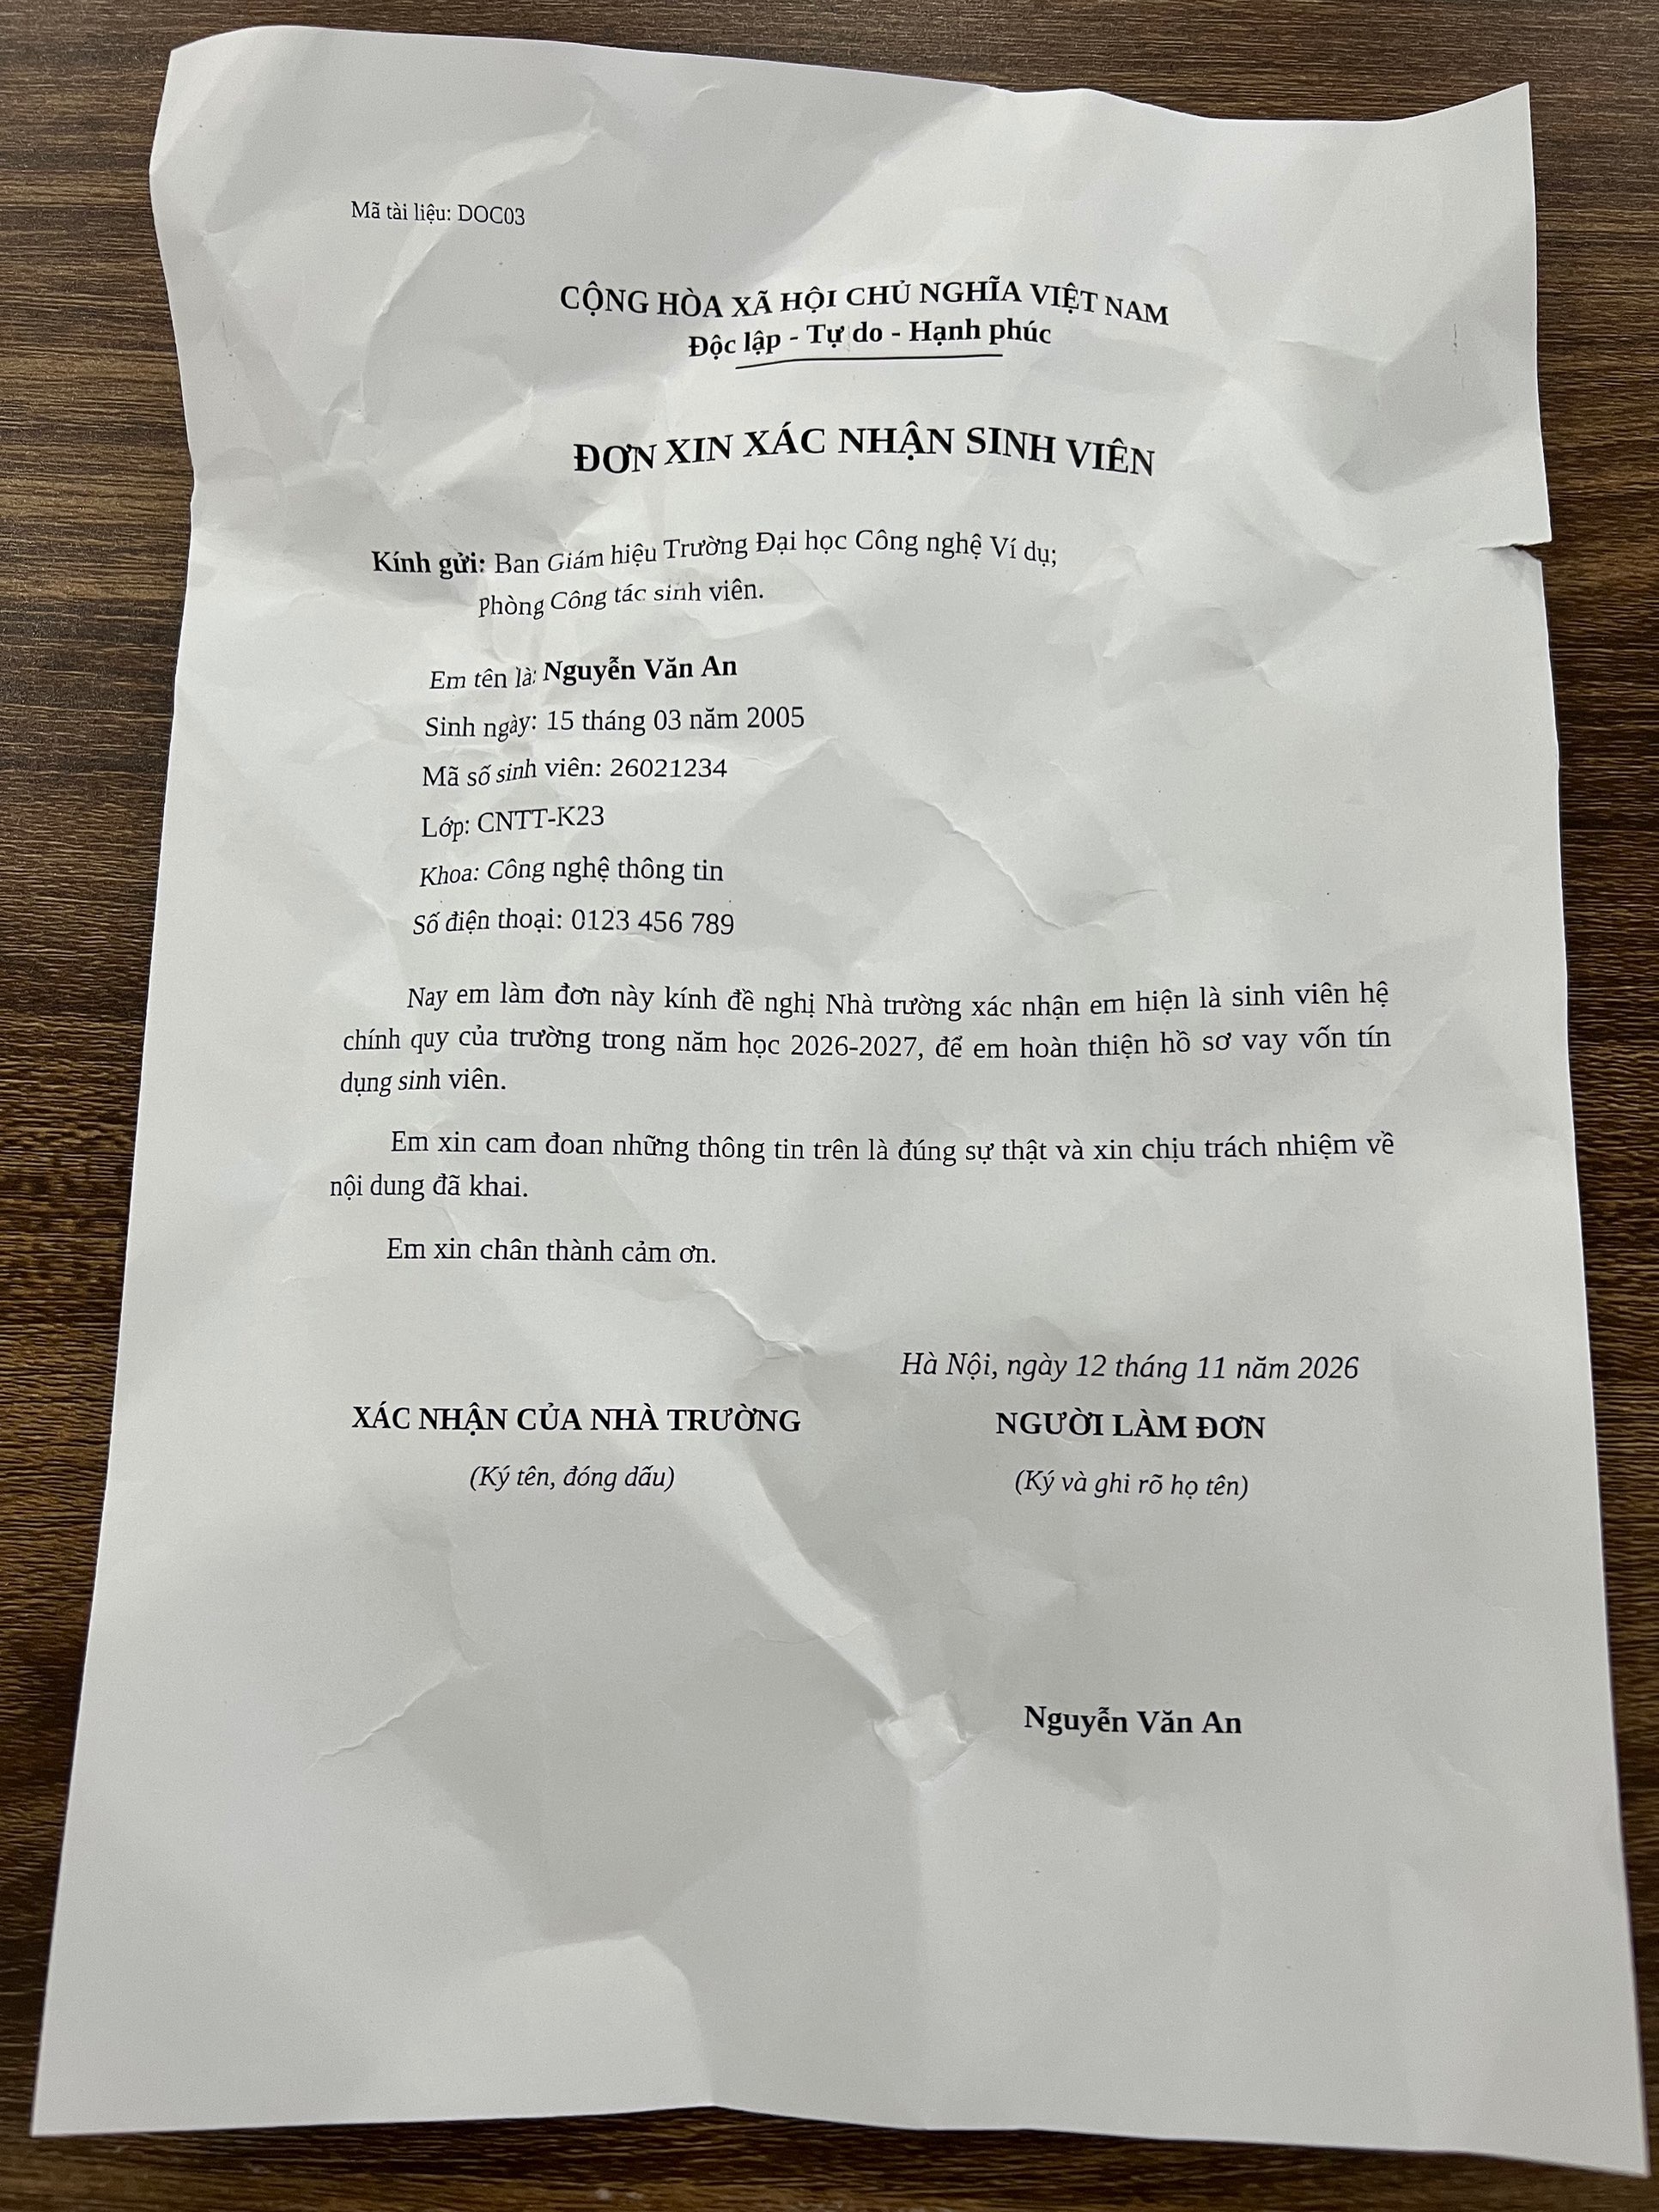 Mã tài liệu: DOC03
CỘNG HÒA XÃ HỘI CHỦ NGHĨA VIỆT NAM
Độc lập - Tự do - Hạnh phúc
ĐƠN XIN XÁC NHẬN SINH VIÊN
Kính gửi: Ban Giám hiệu Trường Đại học Công nghệ Ví dụ;
Phòng Công tác sinh viên.
Em tên là: Nguyễn Văn An
Sinh ngày: 15 tháng 03 năm 2005
Mã số sinh viên: 26021234
Lớp: CNTT-K23
Khoa: Công nghệ thông tin
Số điện thoại: 0123 456 789
Nay em làm đơn này kính đề nghị Nhà trường xác nhận em hiện là sinh viên hệ
chính quy của trường trong năm học 2026-2027, để em hoàn thiện hồ sơ vay vốn tín
dụng sinh viên.
Em xin cam đoan những thông tin trên là đúng sự thật và xin chịu trách nhiệm về
nội dung đã khai.
Em xin chân thành cảm ơn.
Hà Nội, ngày 12 tháng 11 năm 2026
XÁC NHẬN CỦA NHÀ TRƯỜNG
NGƯỜI LÀM ĐƠN
(Ký tên, đóng dấu)
(Ký và ghi rõ họ tên)
Nguyễn Văn An